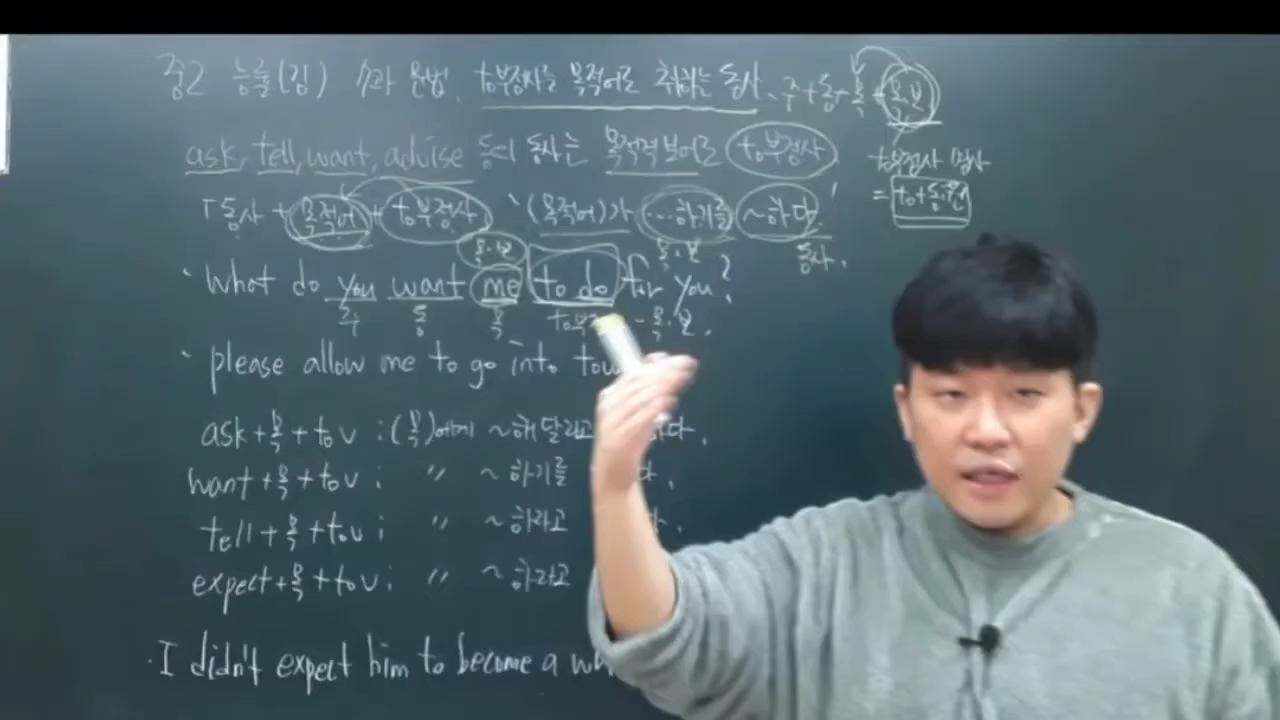 중2 능률(김) 7과 문법. to부정사를 목적어로 취하는 동사. 주+동+목+목.보
ask, tell, want, advise 등의 동사는 목적격보어로 to부정사
to부정사 명사
「동사+목적어+to부정사, '(목적어)가 …하기를 ~하다.'
= to+동.원
목.보 목.보 동사.
· What do you want me to do for you?
주 동 목 - 목.보.
· please allow me to go into
ask+목+to v : (목)에게 ~해 달라고
want+목+to v : 〃 ~하기를
tell+목+to v : 〃 ~하라고
expect+목+to v : 〃 ~하라고
· I didn't expect him to become a